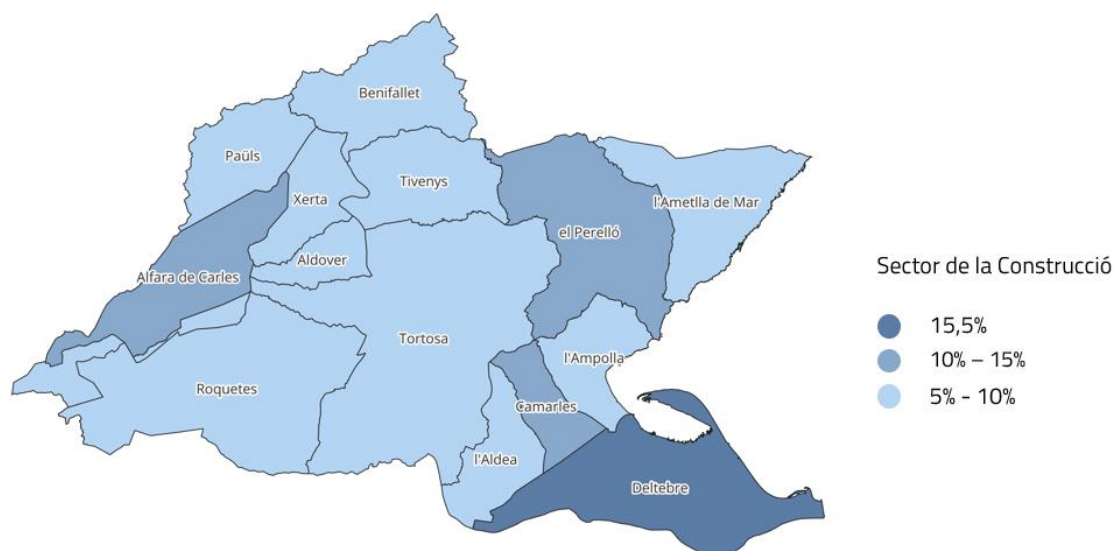 Benifallet
Paüls
Xerta
Tivenys
l'Ametlla de Mar
el Perelló
Aldover
Alfara de Carles
Tortosa
l'Ampolla
Roquetes
Camarles
l'Aldea
Deltebre
Sector de la Construcció
15,5%
10% – 15%
5% - 10%